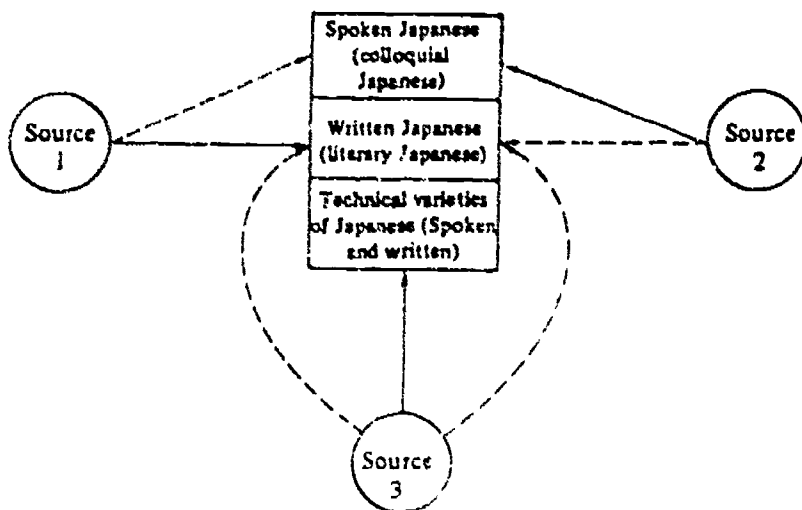 Spoken Japanese
(colloquial
Japanese)
Source
1
Written Japanese
(literary Japanese)
Source
2
Technical varieties
of Japanese (Spoken
and written)
Source
3